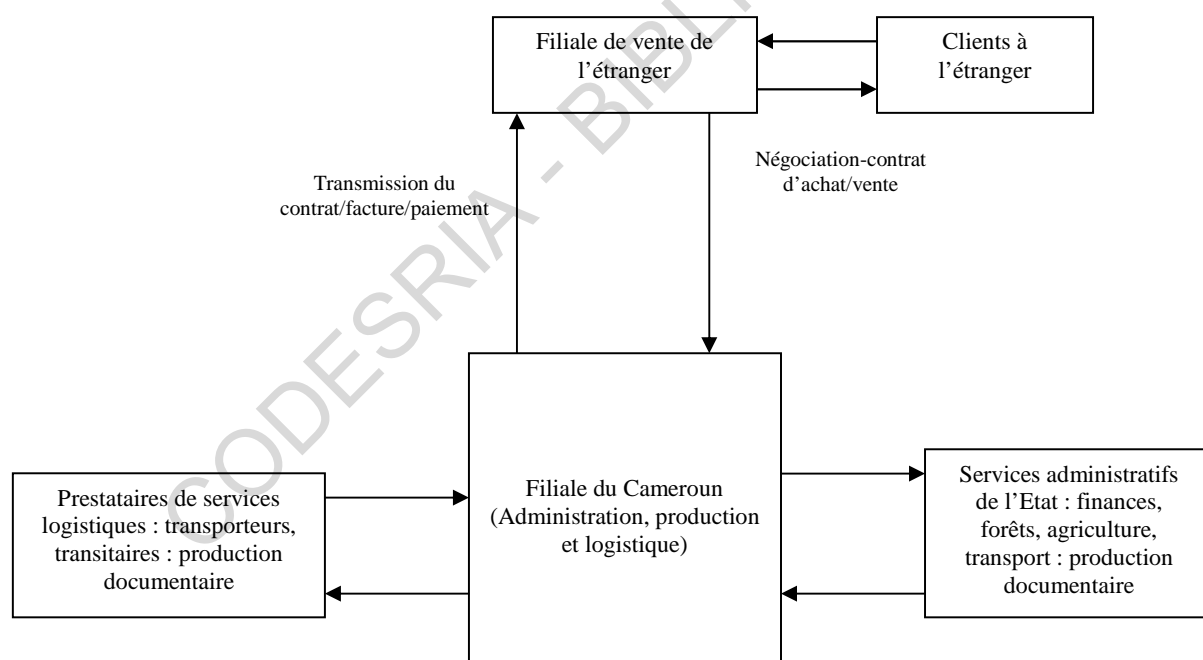 Filiale de vente de
l’étranger
Clients à
l’étranger
Négociation-contrat
d’achat/vente
Transmission du
contrat/facture/paiement
Prestataires de services
logistiques : transporteurs,
transitaires : production
documentaire
Filiale du Cameroun
(Administration, production
et logistique)
Services administratifs
de l’Etat : finances,
forêts, agriculture,
transport : production
documentaire
CODESRIA - BIBL